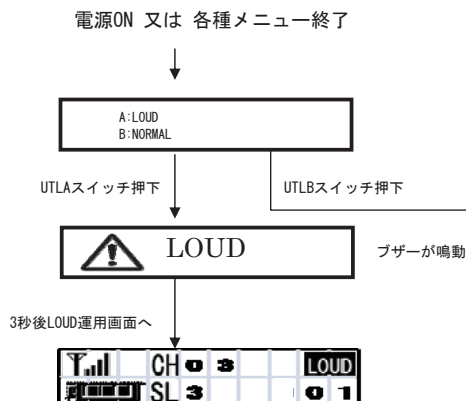 電源ON 又は 各種メニュー終了
A:LOUD
B:NORMAL
UTLAスイッチ押下
UTLBスイッチ押下
LOUD
ブザーが鳴動
3秒後LOUD運用画面へ
CH 0 3 LOUD
SL 3 0 1